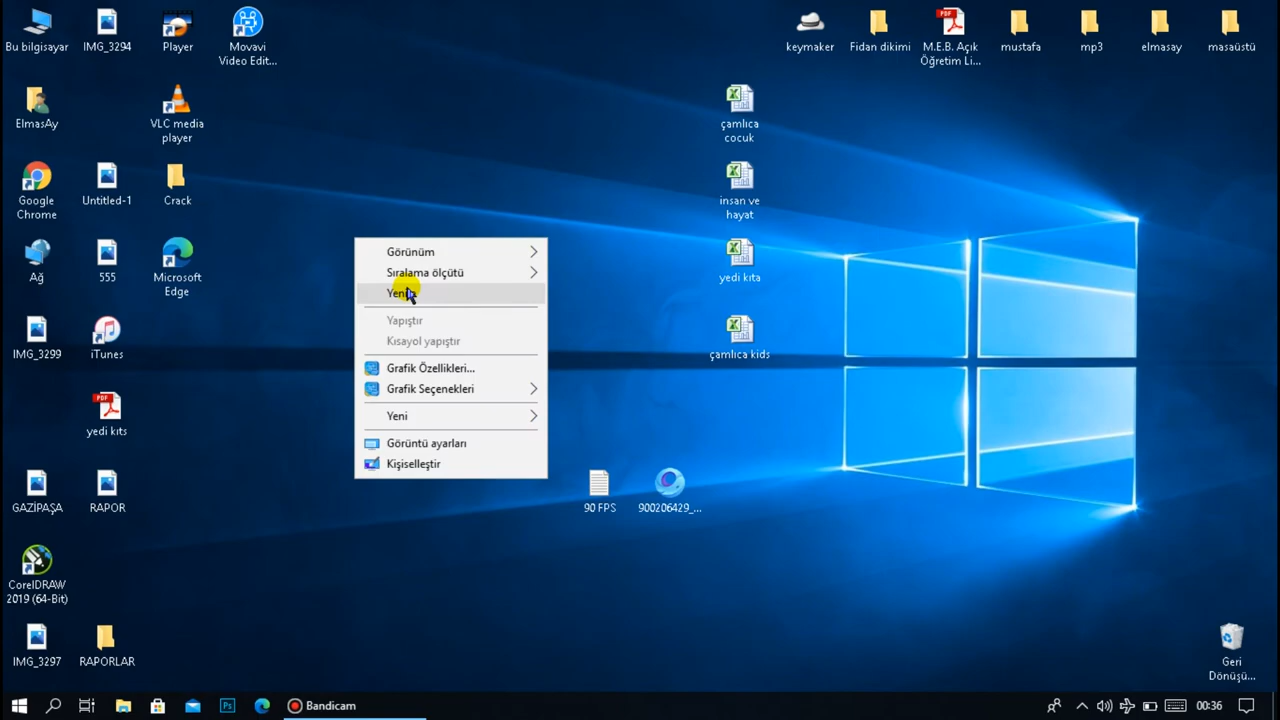 Bu bilgisayar
IMG_3294
Player
Movavi
Video Edit...
keymaker
Fidan dikimi
M.E.B. Açık
Öğretim Li...
mustafa
mp3
elmasay
masaüstü
ElmasAy
VLC media
player
çamlıca
cocuk
Google
Chrome
Untitled-1
Crack
insan ve
hayat
Ağ
555
Microsoft
Edge
yedi kıta
IMG_3299
iTunes
çamlıca kids
Görünüm
Sıralama ölçütü
Yapıştır
Kısayol yapıştır
Grafik Özellikleri...
Grafik Seçenekleri
Yeni
Görüntü ayarları
Kişiselleştir
PDF
yedi kıts
GAZİPAŞA
RAPOR
90 FPS
900206429_...
CorelDRAW
2019 (64-Bit)
IMG_3297
RAPORLAR
Geri
Dönüşü...
Ps
Bandicam
00:36